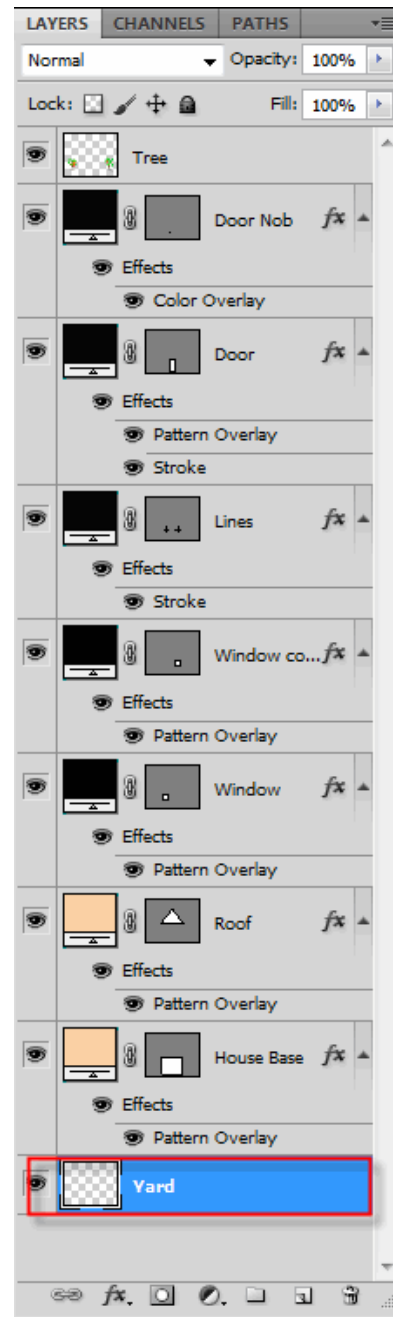 LAYERS CHANNELS PATHS
Normal Opacity: 100%
Lock: Fill: 100%
Tree
Door Nob fx
Effects
Color Overlay
Door fx
Effects
Pattern Overlay
Stroke
Lines fx
Effects
Stroke
Window co... fx
Effects
Pattern Overlay
Window fx
Effects
Pattern Overlay
Roof fx
Effects
Pattern Overlay
House Base fx
Effects
Pattern Overlay
Yard
fx.